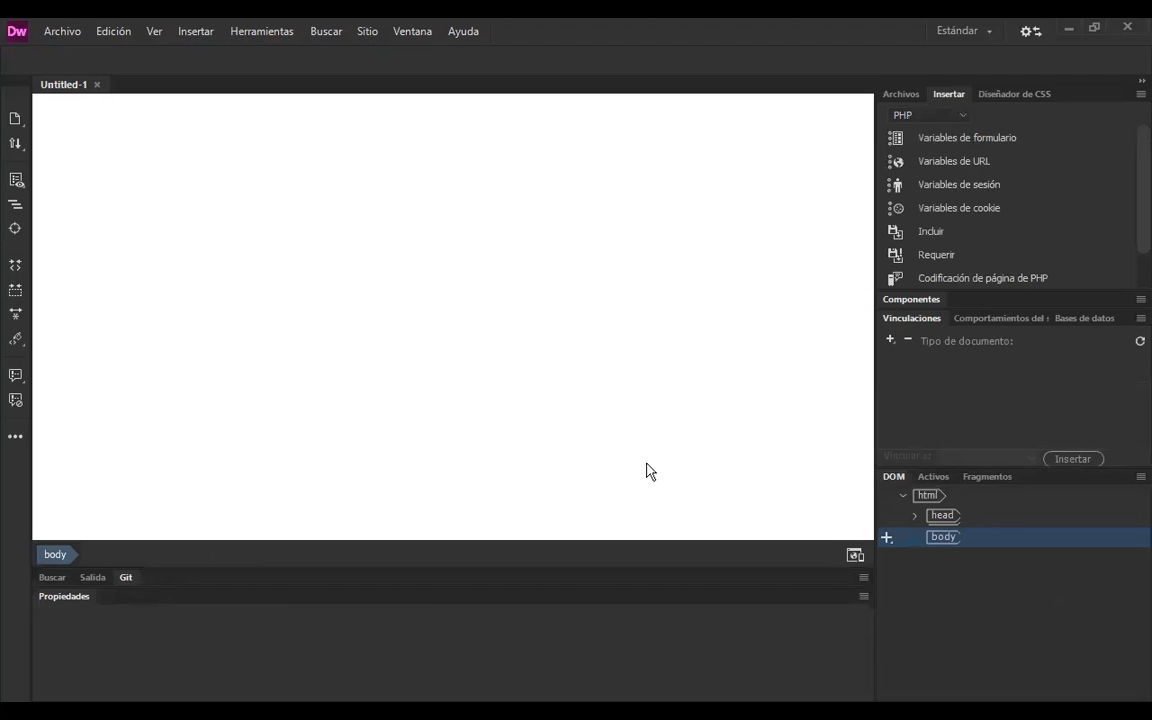 Dw Archivo Edición Ver Insertar Herramientas Buscar Sitio Ventana Ayuda Estándar
Untitled-1
Archivos Insertar Diseñador de CSS
PHP
Variables de formulario
Variables de URL
Variables de sesión
Variables de cookie
Incluir
Requerir
Codificación de página de PHP
Componentes
Vinculaciones Comportamientos del Bases de datos
Tipo de documento:
Vincular a:
Insertar
DOM Activos Fragmentos
html
head
body
body
Buscar Salida Git
Propiedades